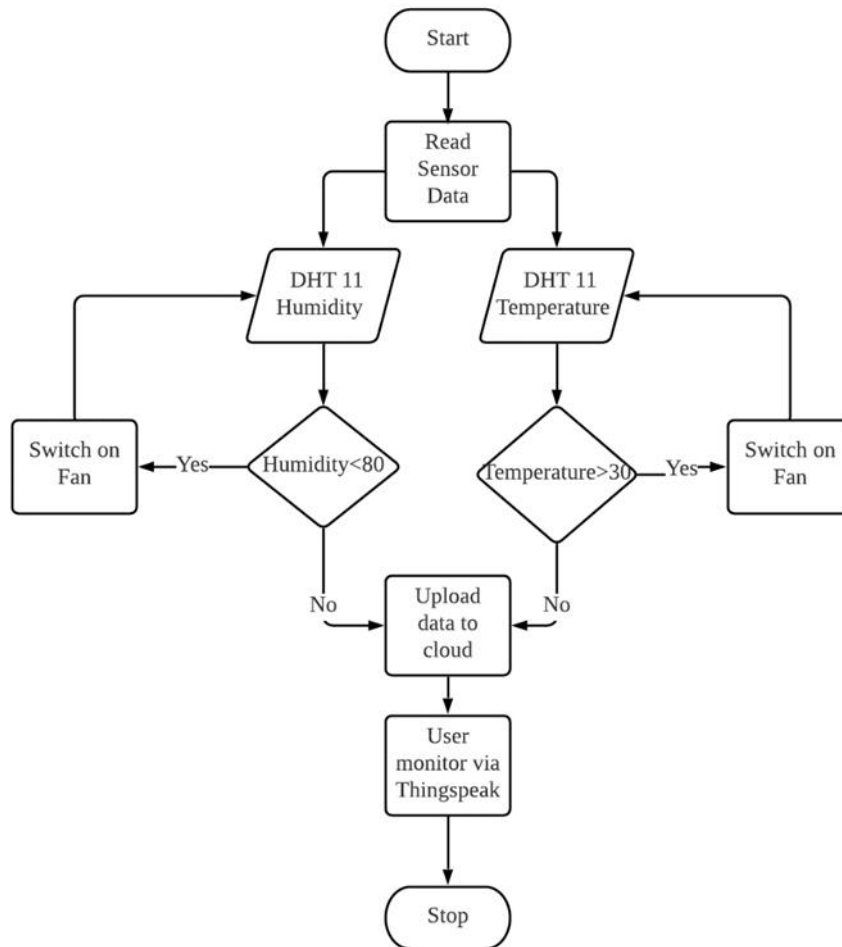 Start
Read
Sensor
Data
DHT 11
Humidity
DHT 11
Temperature
Switch on
Fan
Yes
Humidity<80
Temperature>30
Yes
Switch on
Fan
No
Upload
data to
cloud
No
User
monitor via
Thingspeak
Stop